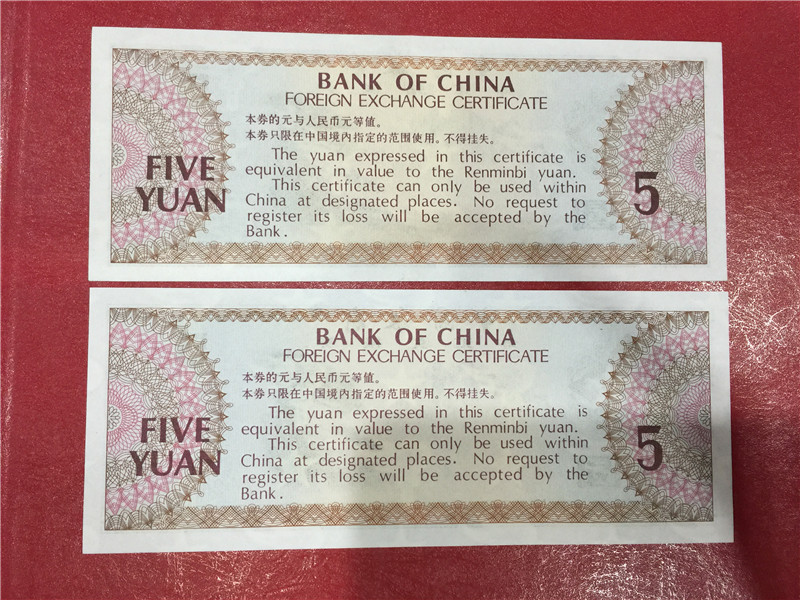 BANK OF CHINA
FOREIGN EXCHANGE CERTIFICATE
本券的元与人民币元等值。
本券只限在中国境内指定的范围使用。不得挂失。
The yuan expressed in this certificate is
equivalent in value to the Renminbi yuan.
This certificate can only be used within
China at designated places. No request to
register its loss will be accepted by the
Bank.
FIVE
YUAN
5
BANK OF CHINA
FOREIGN EXCHANGE CERTIFICATE
本券的元与人民币元等值。
本券只限在中国境内指定的范围使用。不得挂失。
The yuan expressed in this certificate is
equivalent in value to the Renminbi yuan.
This certificate can only be used within
China at designated places. No request to
register its loss will be accepted by the
Bank.
FIVE
YUAN
5